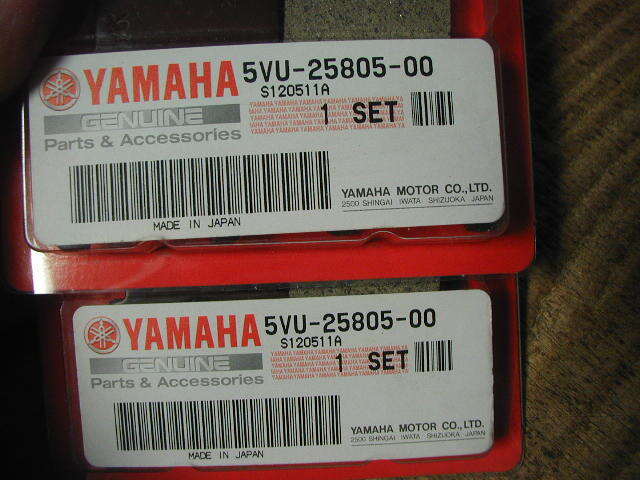 YAMAHA 5VU-25805-00
S120511A
GENUINE 1 SET
Parts & Accessories
YAMAHA MOTOR CO.,LTD.
2500 SHINGAI IWATA SHIZUOKA JAPAN
MADE IN JAPAN
YAMAHA 5VU-25805-00
S120511A
GENUINE 1 SET
Parts & Accessories
YAMAHA MOTOR CO.,LTD.
2500 SHINGAI IWATA SHIZUOKA JAPAN
MADE IN JAPAN